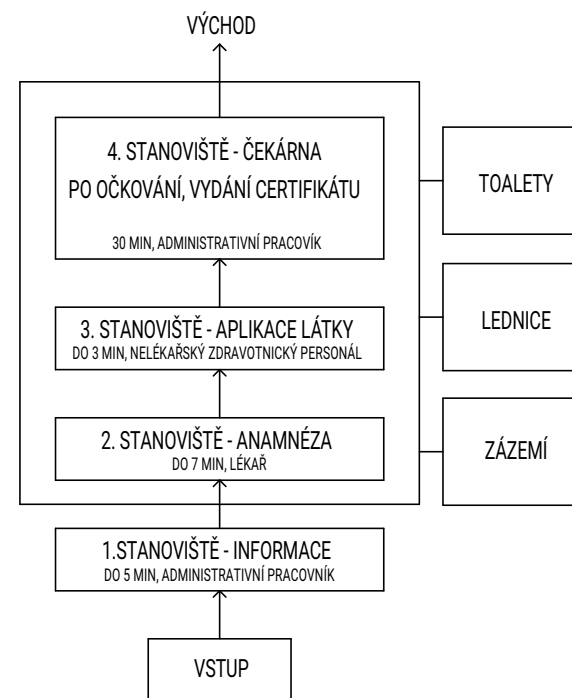 VÝCHOD
4. STANOVIŠTĚ - ČEKÁRNA
PO OČKOVÁNÍ, VYDÁNÍ CERTIFIKÁTU
30 MIN, ADMINISTRATIVNÍ PRACOVÍK
TOALETY
3. STANOVIŠTĚ - APLIKACE LÁTKY
DO 3 MIN, NELÉKAŘSKÝ ZDRAVOTNICKÝ PERSONÁL
LEDNICE
2. STANOVIŠTĚ - ANAMNÉZA
DO 7 MIN, LÉKAŘ
ZÁZEMÍ
1.STANOVIŠTĚ - INFORMACE
DO 5 MIN, ADMINISTRATIVNÍ PRACOVNÍK
VSTUP